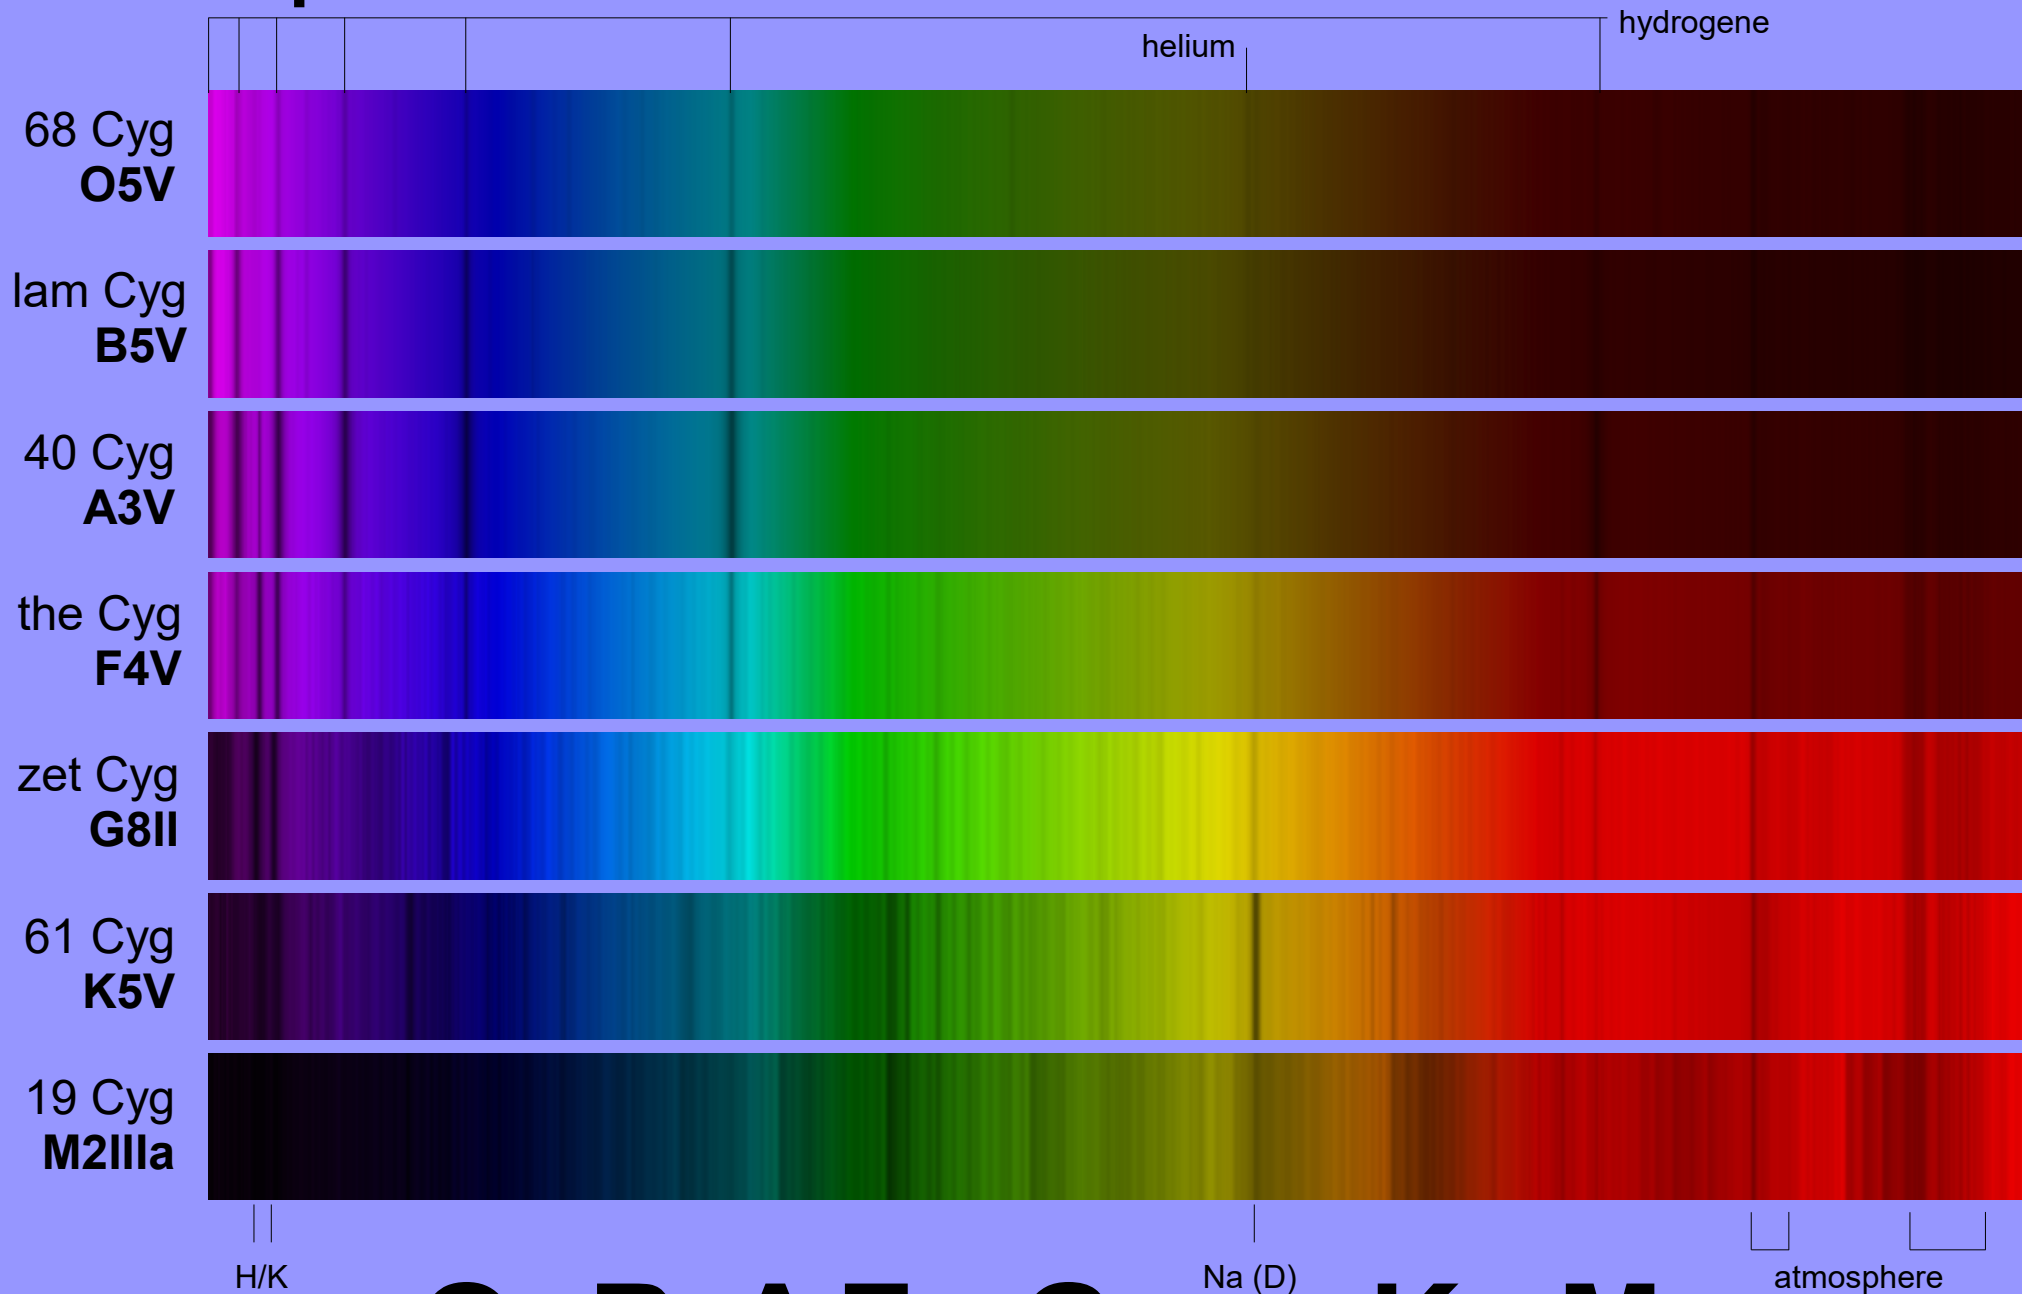 hydrogene
helium
68 Cyg
O5V
lam Cyg
B5V
40 Cyg
A3V
the Cyg
F4V
zet Cyg
G8II
61 Cyg
K5V
19 Cyg
M2IIIa
H/K
Na (D)
atmosphere